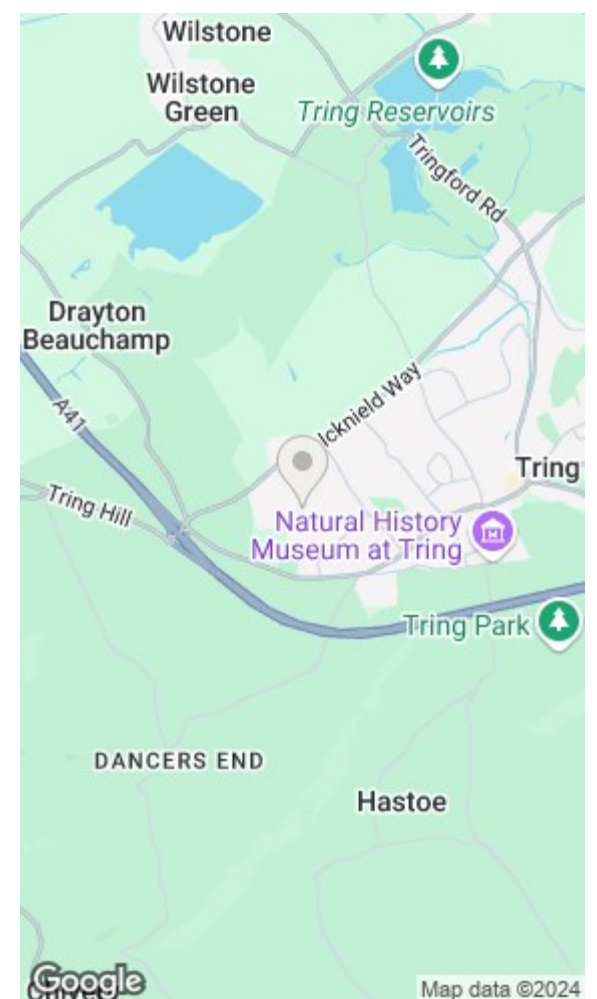 Wilstone
Wilstone
Green
Tring Reservoirs
Tringford Rd
Drayton
Beauchamp
A41
Icknield Way
Tring Hill
Tring
Natural History
Museum at Tring
Tring Park
DANCERS END
Hastoe
Google
Map data ©2024